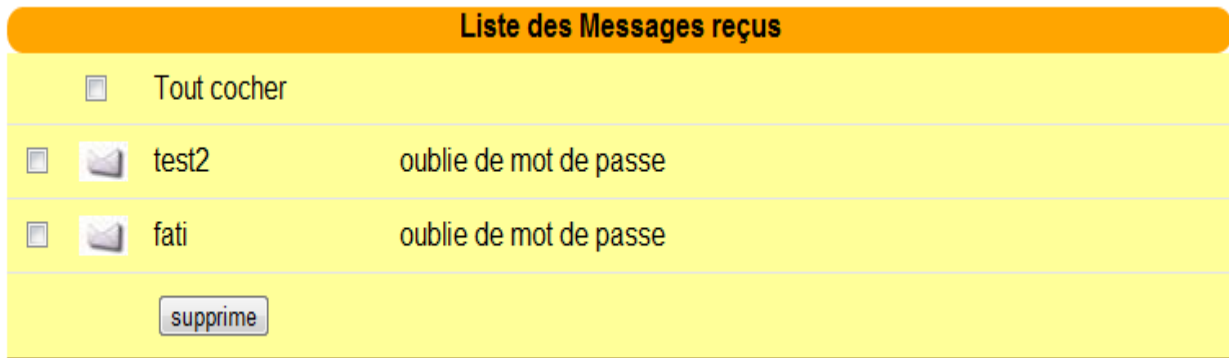 Liste des Messages reçus
Tout cocher
test2 oublie de mot de passe
fati oublie de mot de passe
supprime